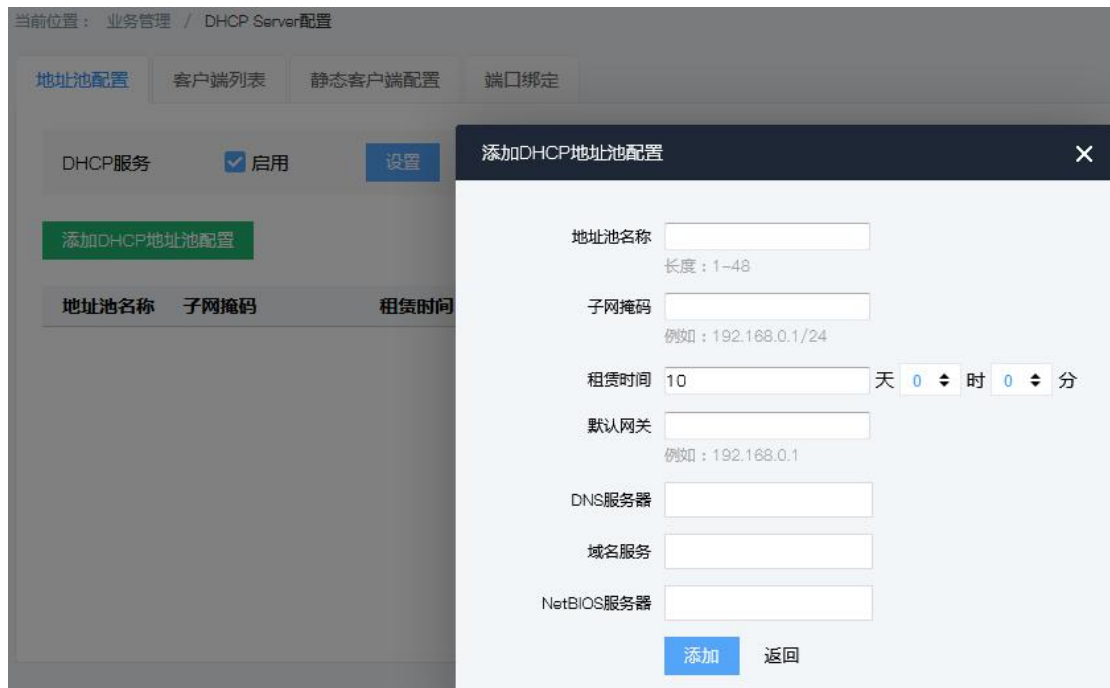 当前位置： 业务管理 / DHCP Server配置
地址池配置 客户端列表 静态客户端配置 端口绑定
DHCP服务 启用 设置
添加DHCP地址池配置
地址池名称 子网掩码 租赁时间
添加DHCP地址池配置
地址池名称
长度：1-48
子网掩码
例如：192.168.0.1/24
租赁时间 10 天 0 时 0 分
默认网关
例如：192.168.0.1
DNS服务器
域名服务
NetBIOS服务器
添加 返回